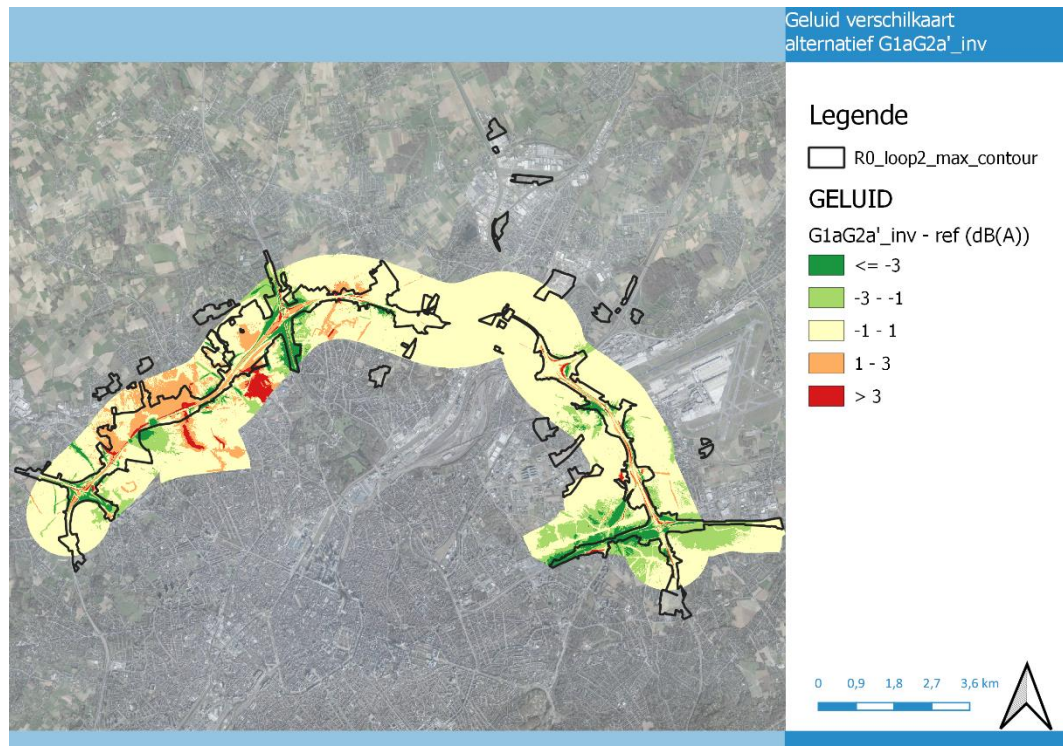 Geluid verschilkaart
alternatief G1aG2a'_inv
Legende
R0_loop2_max_contour
GELUID
G1aG2a'_inv - ref (dB(A))
<= -3
-3 - -1
-1 - 1
1 - 3
> 3
0 0,9 1,8 2,7 3,6 km